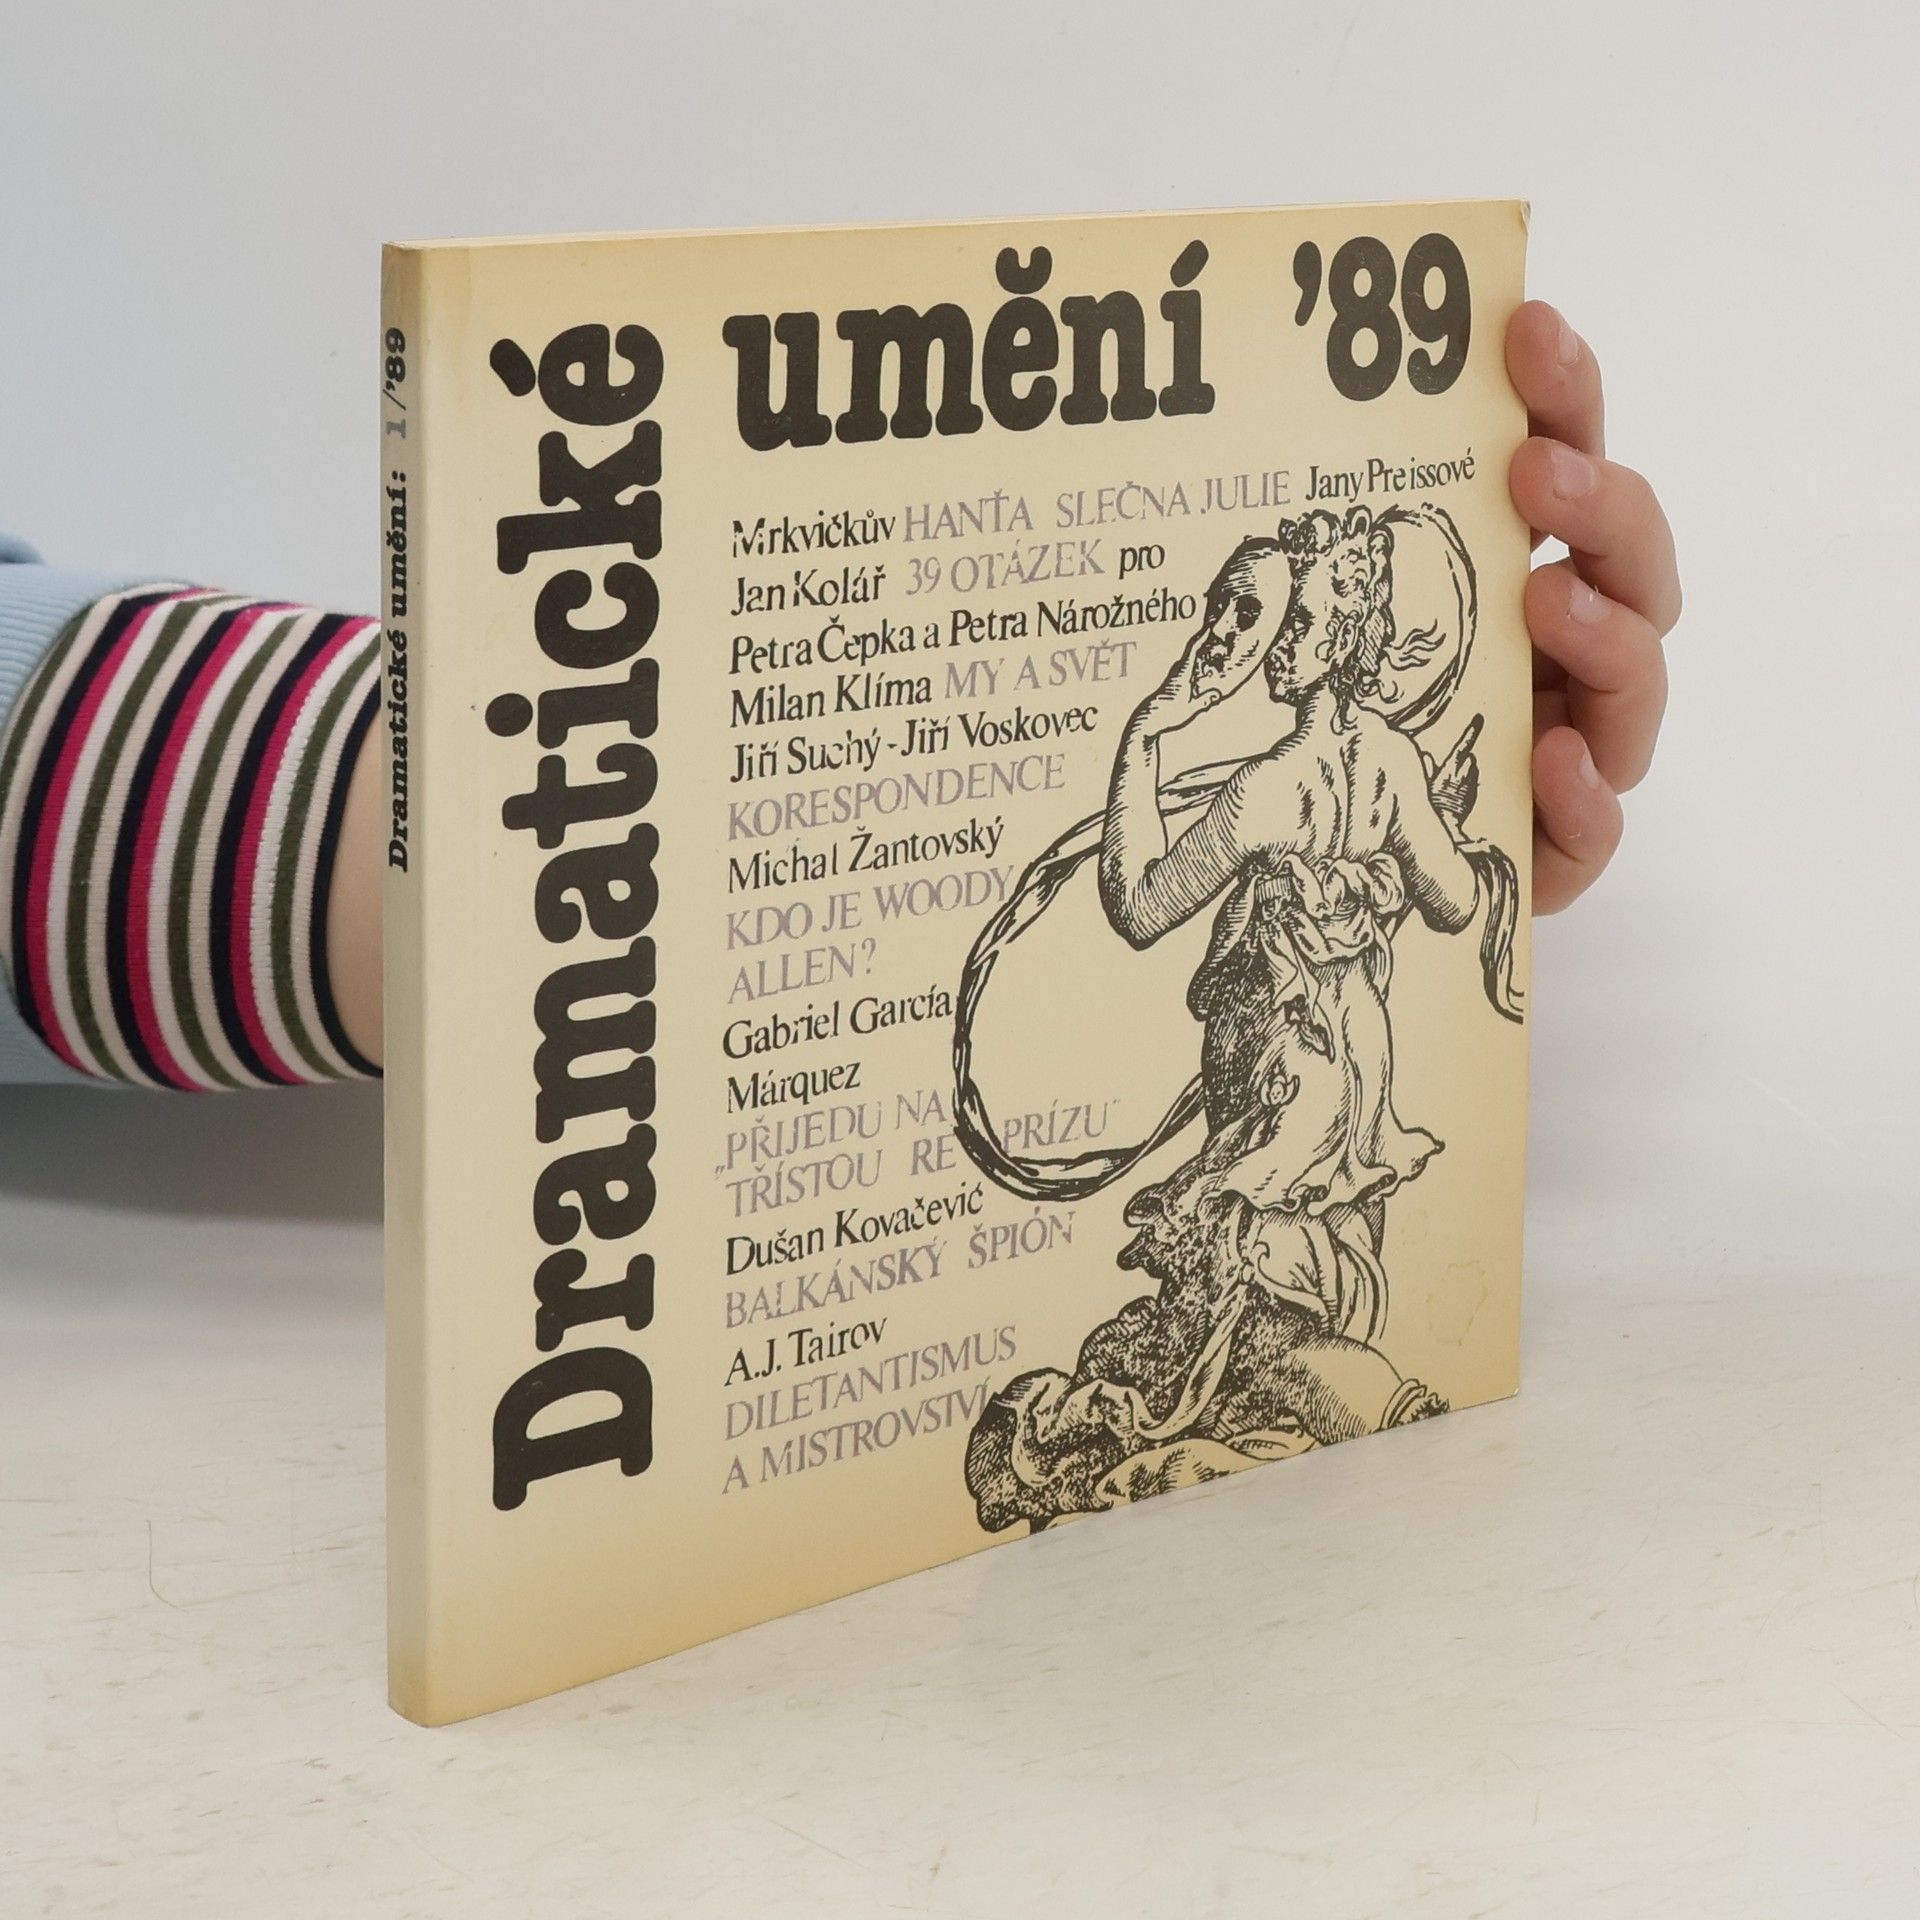 Dramatické umění: 1/'89
Dramatické
umění '89
Mrkvičkův HANŤA SLEČNA JULIE Jany Preissové
Jan Kolář 39 OTÁZEK pro
Petra Čepka a Petra Nárožného
Milan Klíma MY A SVĚT
Jiří Suchý - Jiří Voskovec
KORESPONDENCE
Michal Žantovský
KDO JE WOODY
ALLEN?
Gabriel García
Márquez
„PŘIJEDU NA
TŘÍSTOU REPRÍZU“
Dušan Kovačević
BALKÁNSKÝ ŠPIÓN
A.J. Tairov
DILETANTISMUS
A MISTROVSTVÍ